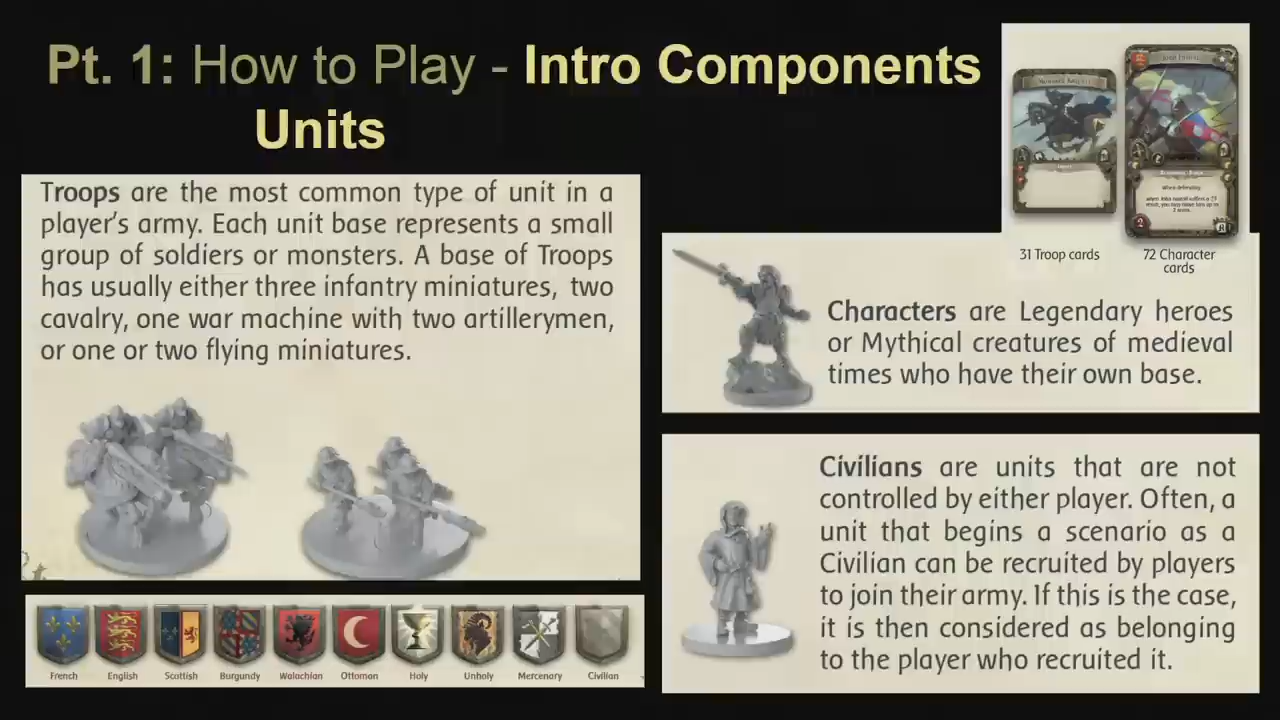 Pt. 1: How to Play - Intro Components
Units
Troops are the most common type of unit in a
player's army. Each unit base represents a small
group of soldiers or monsters. A base of Troops
has usually either three infantry miniatures, two
cavalry, one war machine with two artillerymen,
or one or two flying miniatures.
French
English
Scottish
Burgundy
Walachian
Ottoman
Holy
Unholy
Mercenary
Civilian
When defending
2
31 Troop cards
72 Character
cards
Characters are Legendary heroes
or Mythical creatures of medieval
times who have their own base.
Civilians are units that are not
controlled by either player. Often, a
unit that begins a scenario as a
Civilian can be recruited by players
to join their army. If this is the case,
it is then considered as belonging
to the player who recruited it.